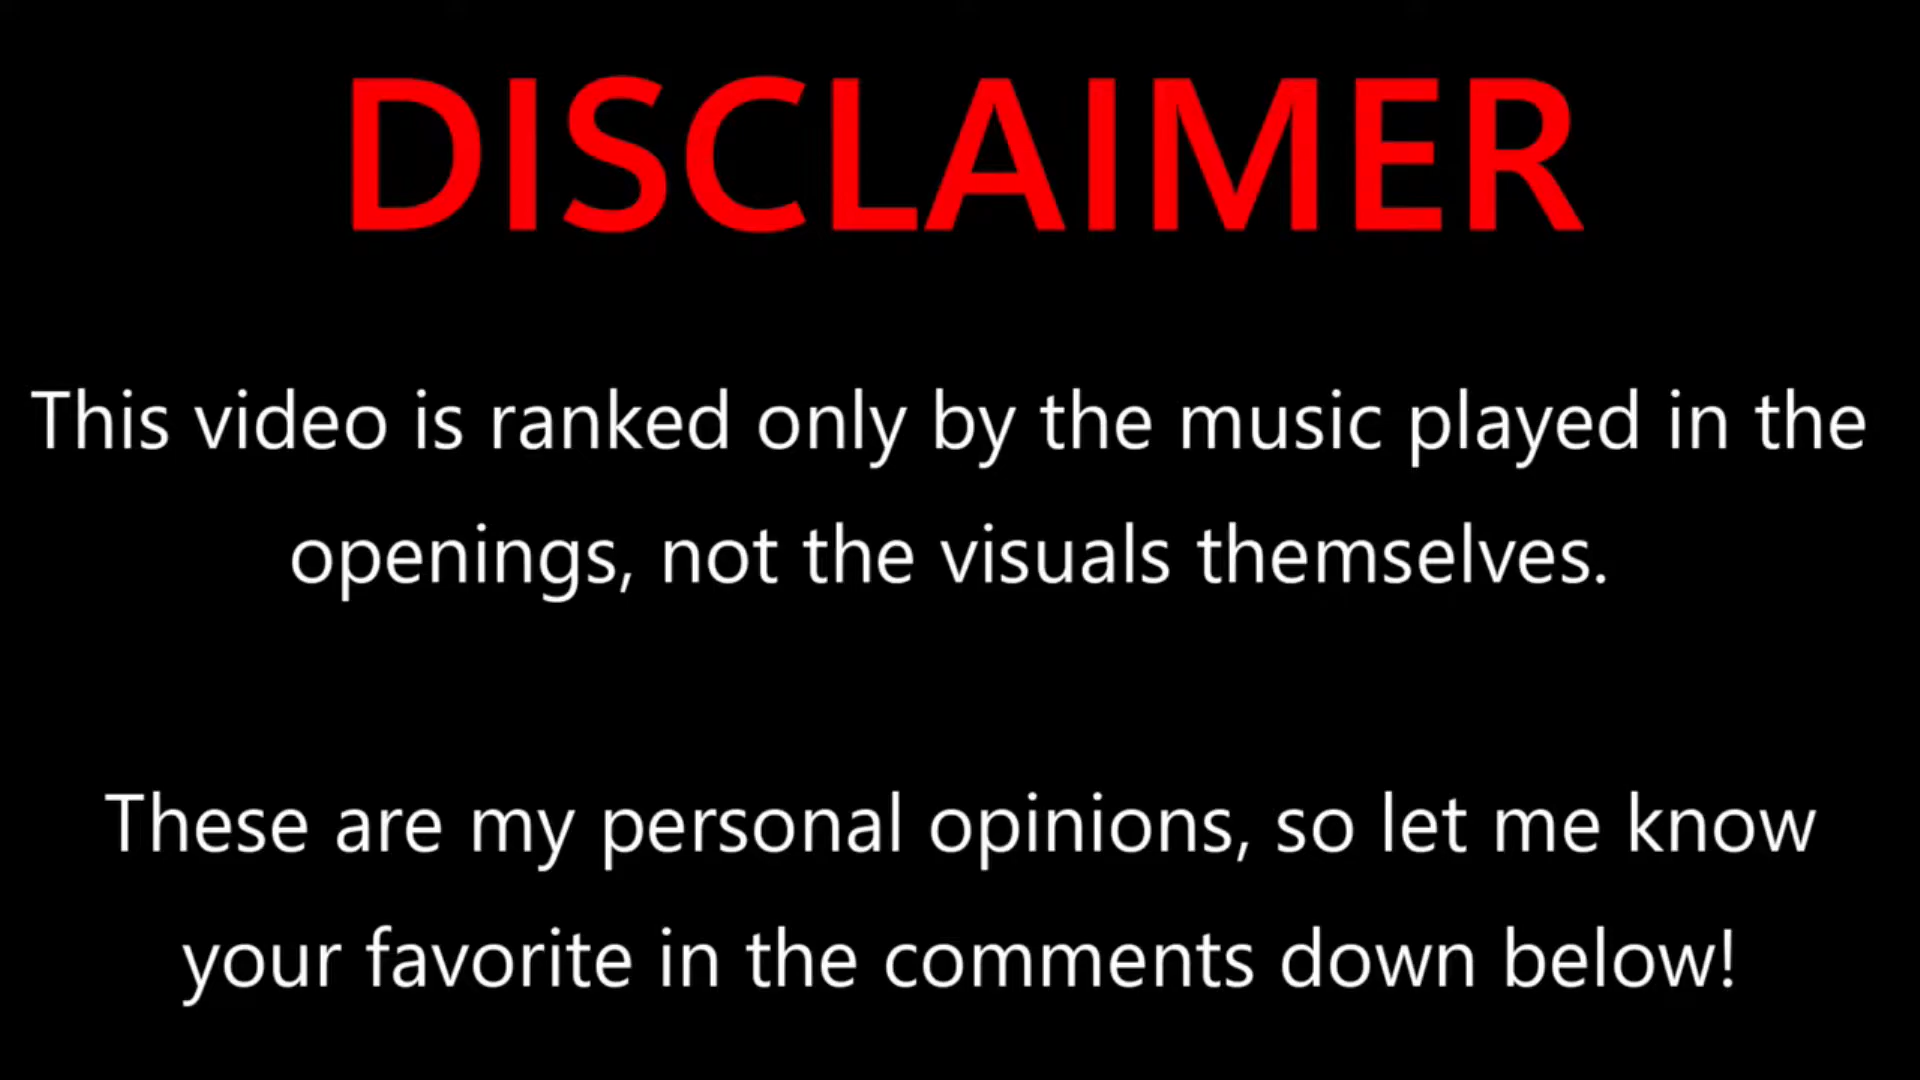 DISCLAIMER
This video is ranked only by the music played in the
openings, not the visuals themselves.
These are my personal opinions, so let me know
your favorite in the comments down below!